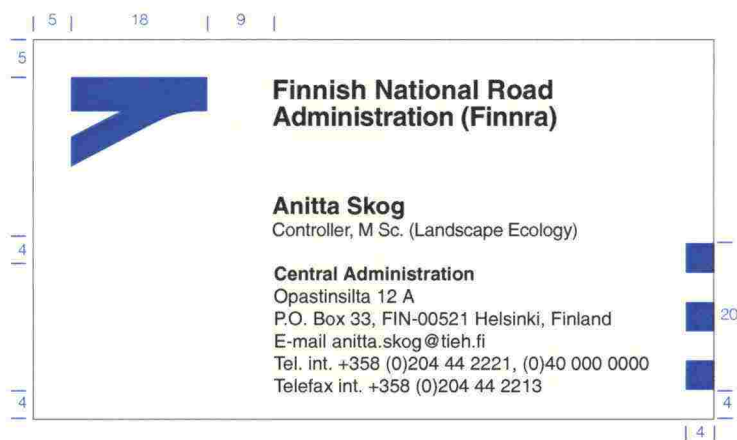 5 18 9
5
Finnish National Road
Administration (Finnra)
Anitta Skog
Controller, M Sc. (Landscape Ecology)
4
Central Administration
Opastinsilta 12 A
P.O. Box 33, FIN-00521 Helsinki, Finland
20
E-mail anitta.skog@tieh.fi
Tel. int. +358 (0)204 44 2221, (0)40 000 0000
Telefax int. +358 (0)204 44 2213
4
4
4